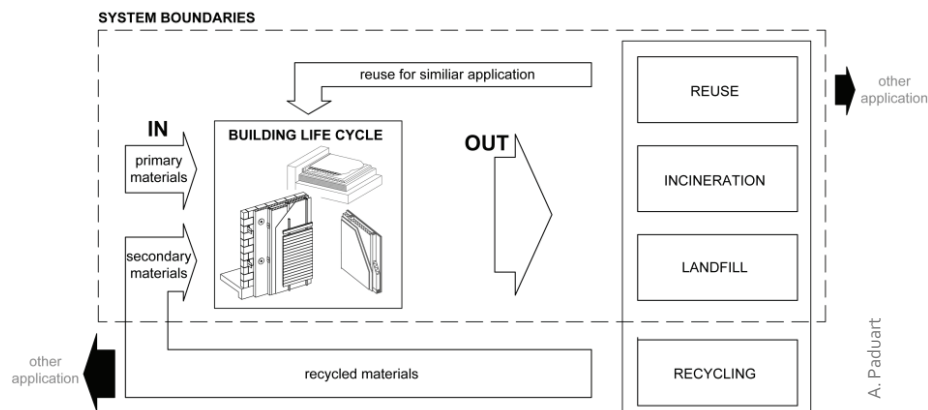 SYSTEM BOUNDARIES
reuse for similiar application
REUSE
other
application
IN
BUILDING LIFE CYCLE
OUT
primary
materials
INCINERATION
secondary
materials
LANDFILL
A. Paduart
other
application
recycled materials
RECYCLING